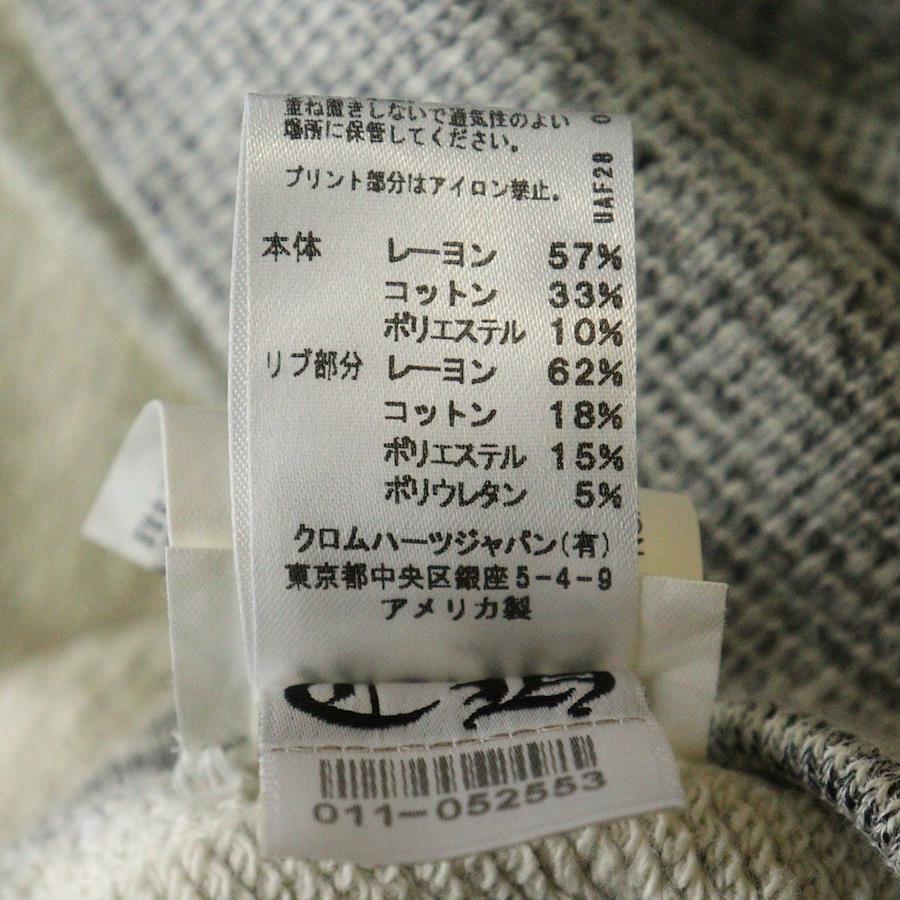 重ね置きしないで通気性のよい
場所に保管してください。
プリント部分はアイロン禁止。
UAF28 0
本体 レーヨン 57%
コットン 33%
ポリエステル 10%
リブ部分 レーヨン 62%
コットン 18%
ポリエステル 15%
ポリウレタン 5%
クロムハーツジャパン(有)
東京都中央区銀座5-4-9
アメリカ製
011-052553